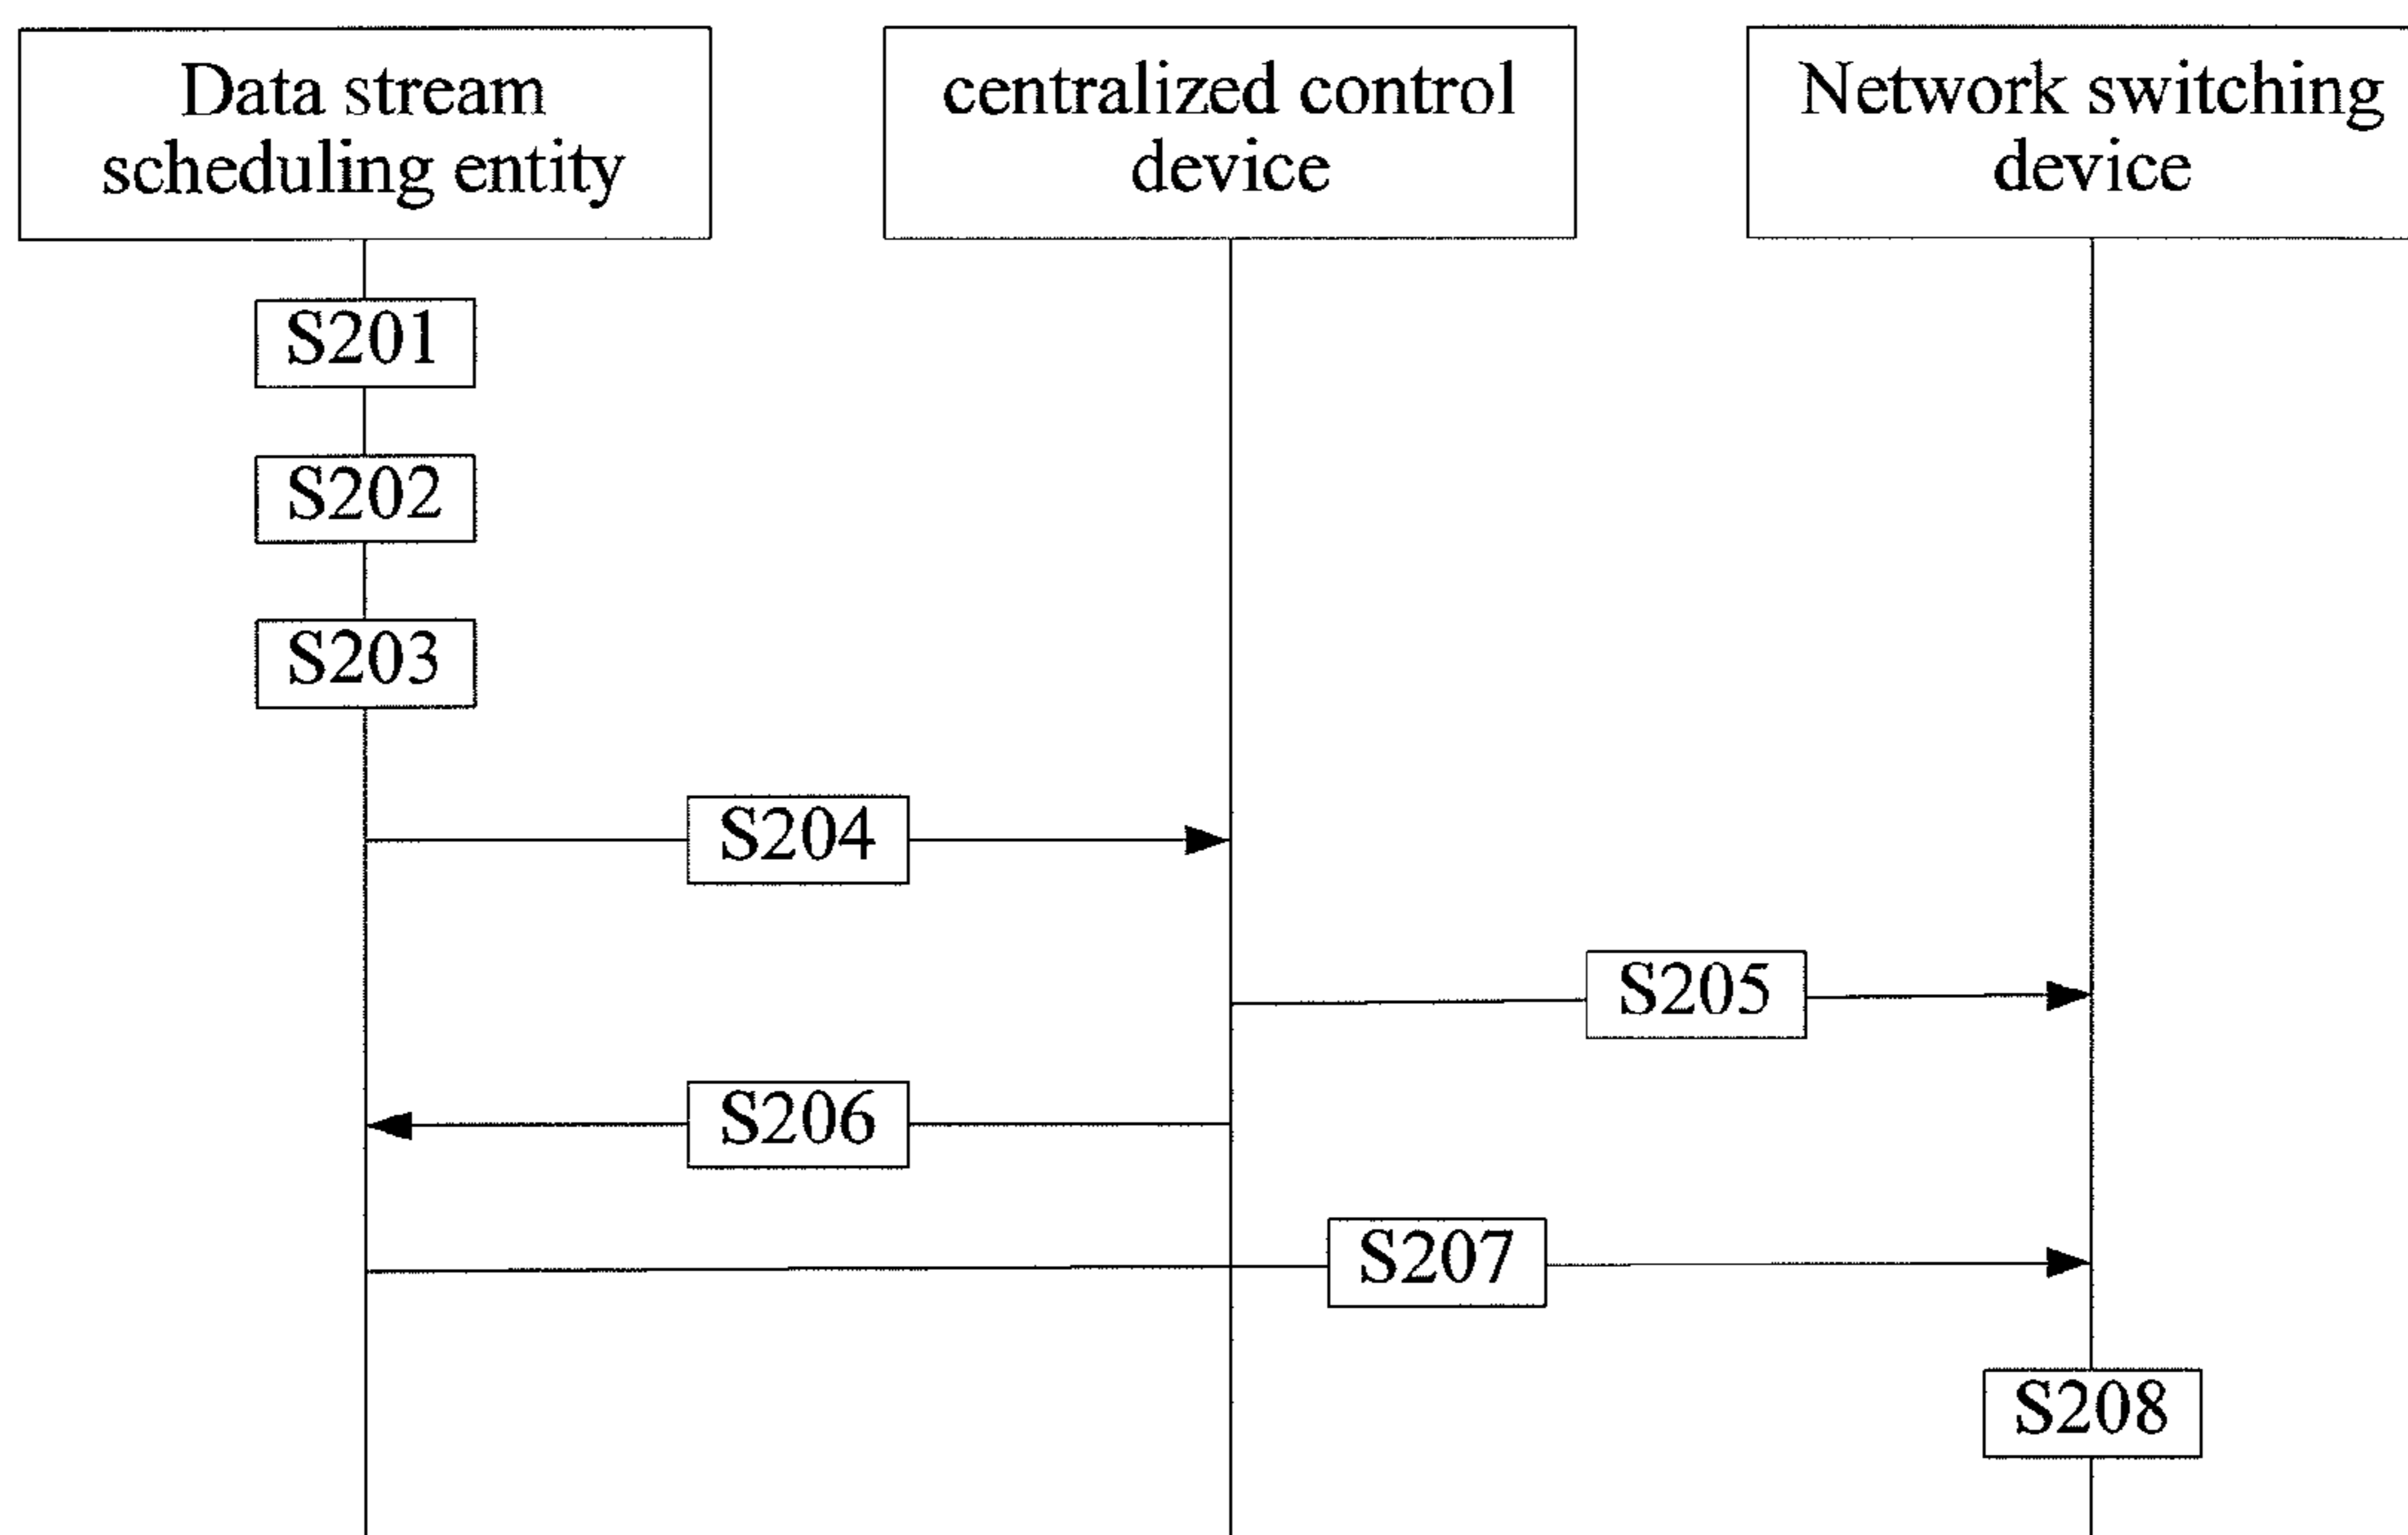 Data stream
scheduling entity
centralized control
device
Network switching
device
S201
S202
S203
S204
S205
S206
S207
S208